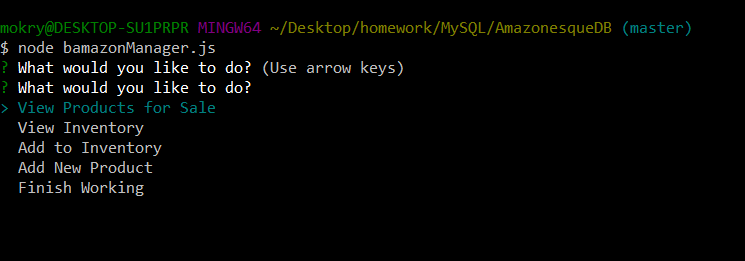 mokry@DESKTOP-SU1PRPR MINGW64 ~/Desktop/homework/MySQL/AmazonesqueDB (master)
$ node bamazonManager.js
? What would you like to do? (Use arrow keys)
? What would you like to do?
> View Products for Sale
  View Inventory
  Add to Inventory
  Add New Product
  Finish Working